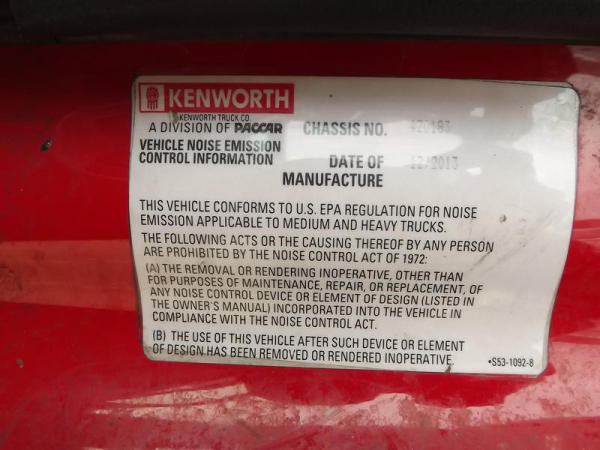 KENWORTH
KENWORTH TRUCK CO.
A DIVISION OF PACCAR
CHASSIS NO.
VEHICLE NOISE EMISSION
CONTROL INFORMATION
DATE OF 12/2013
MANUFACTURE
THIS VEHICLE CONFORMS TO U.S. EPA REGULATION FOR NOISE
EMISSION APPLICABLE TO MEDIUM AND HEAVY TRUCKS.
THE FOLLOWING ACTS OR THE CAUSING THEREOF BY ANY PERSON
ARE PROHIBITED BY THE NOISE CONTROL ACT OF 1972:
(A) THE REMOVAL OR RENDERING INOPERATIVE, OTHER THAN
FOR PURPOSES OF MAINTENANCE, REPAIR, OR REPLACEMENT, OF
ANY NOISE CONTROL DEVICE OR ELEMENT OF DESIGN (LISTED IN
THE OWNER'S MANUAL) INCORPORATED INTO THE VEHICLE IN
COMPLIANCE WITH THE NOISE CONTROL ACT.
(B) THE USE OF THIS VEHICLE AFTER SUCH DEVICE OR ELEMENT
OF DESIGN HAS BEEN REMOVED OR RENDERED INOPERATIVE.
•S53-1092-8